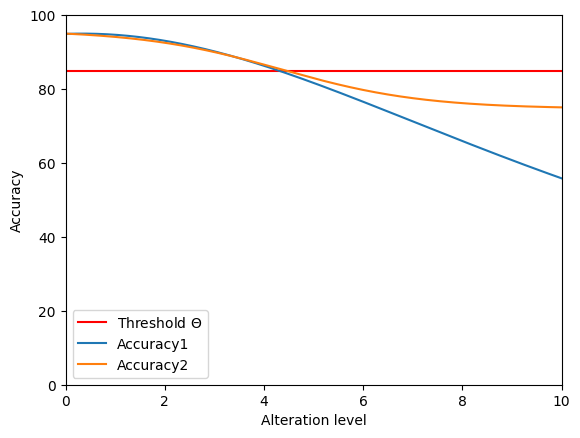 100
80
60
40
20
0
Accuracy
Threshold Θ
Accuracy1
Accuracy2
0 2 4 6 8 10
Alteration level